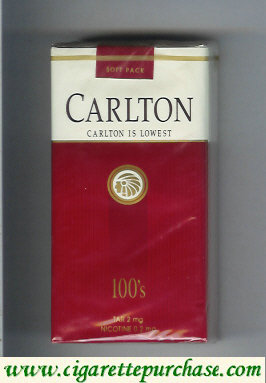 SOFT PACK
CARLTON
CARLTON IS LOWEST
100's
TAR 2 mg
NICOTINE 0.2 mg
www.cigarettepurchase.com